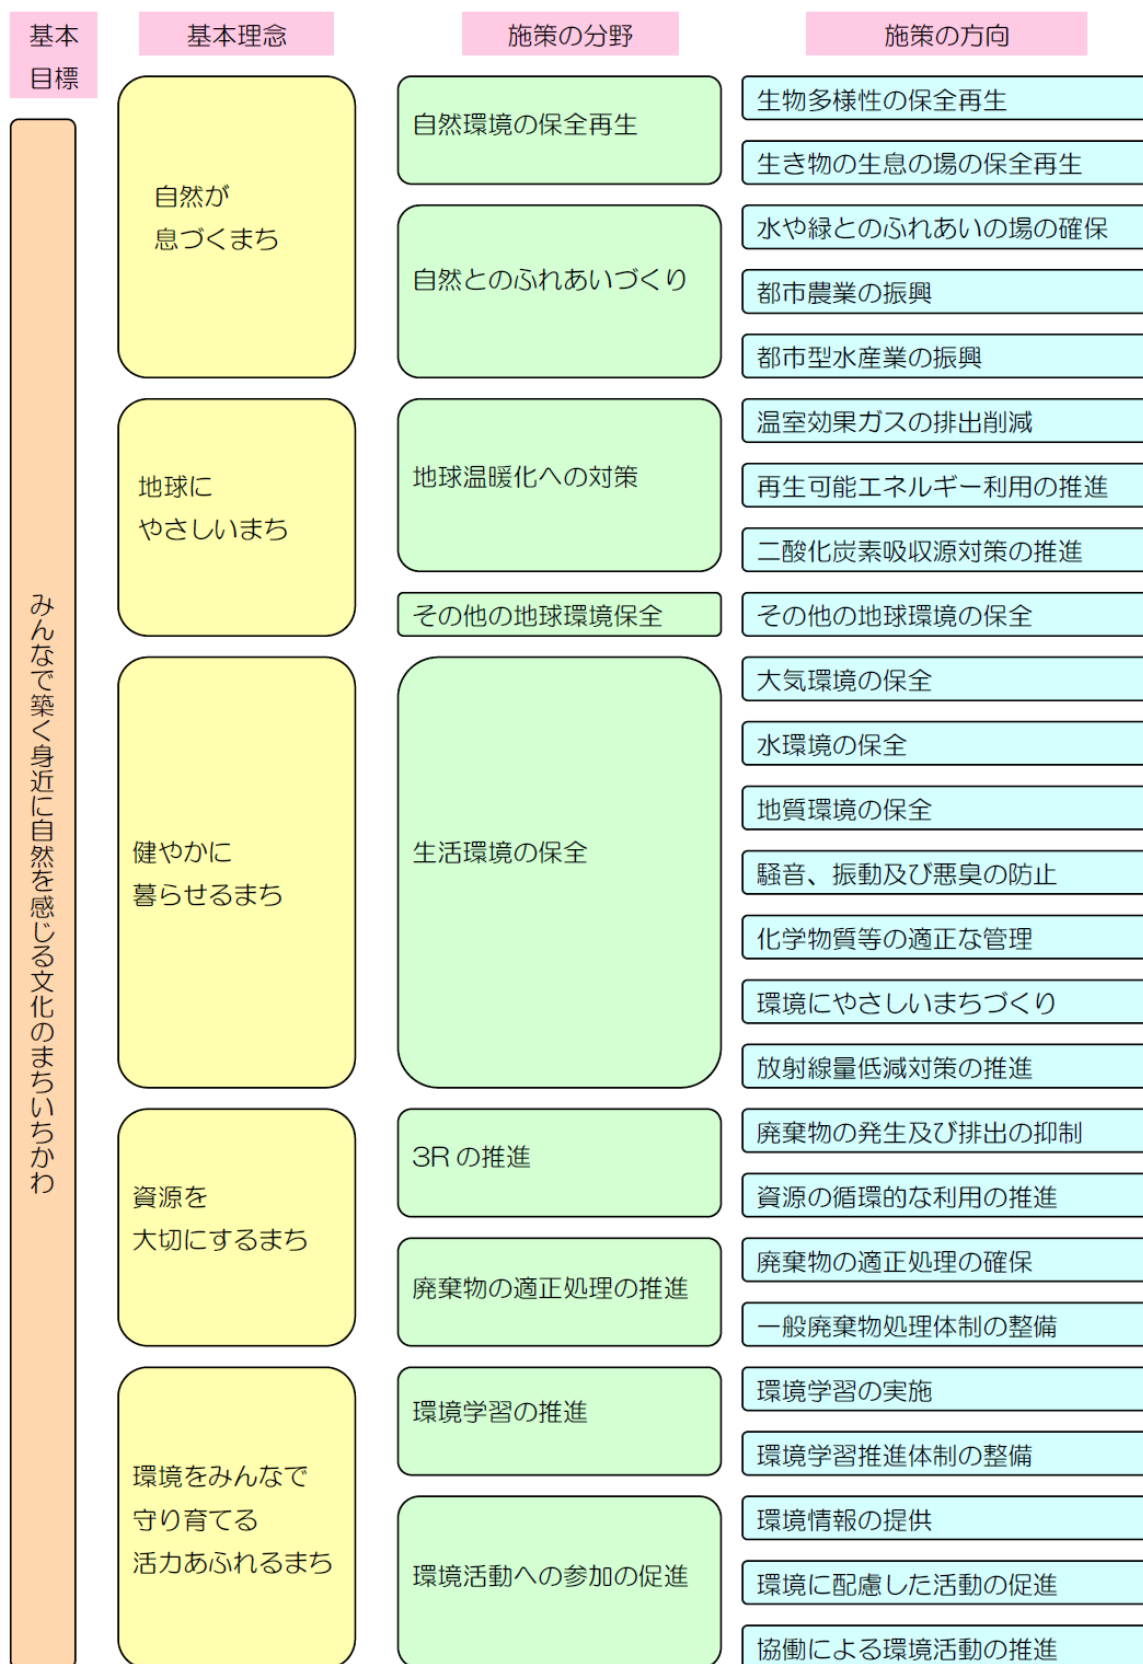 基本
目標
基本理念
施策の分野
施策の方向
みんなで築く身近に自然を感じる文化のまちいちかわ
自然が
息づくまち
自然環境の保全再生
生物多様性の保全再生
生き物の生息の場の保全再生
自然とのふれあいづくり
水や緑とのふれあいの場の確保
都市農業の振興
都市型水産業の振興
地球に
やさしいまち
地球温暖化への対策
温室効果ガスの排出削減
再生可能エネルギー利用の推進
二酸化炭素吸収源対策の推進
その他の地球環境保全
その他の地球環境の保全
健やかに
暮らせるまち
生活環境の保全
大気環境の保全
水環境の保全
地質環境の保全
騒音、振動及び悪臭の防止
化学物質等の適正な管理
環境にやさしいまちづくり
放射線量低減対策の推進
資源を
大切にするまち
3Rの推進
廃棄物の発生及び排出の抑制
資源の循環的な利用の推進
廃棄物の適正処理の推進
廃棄物の適正処理の確保
一般廃棄物処理体制の整備
環境をみんなで
守り育てる
活力あふれるまち
環境学習の推進
環境学習の実施
環境学習推進体制の整備
環境活動への参加の促進
環境情報の提供
環境に配慮した活動の促進
協働による環境活動の推進